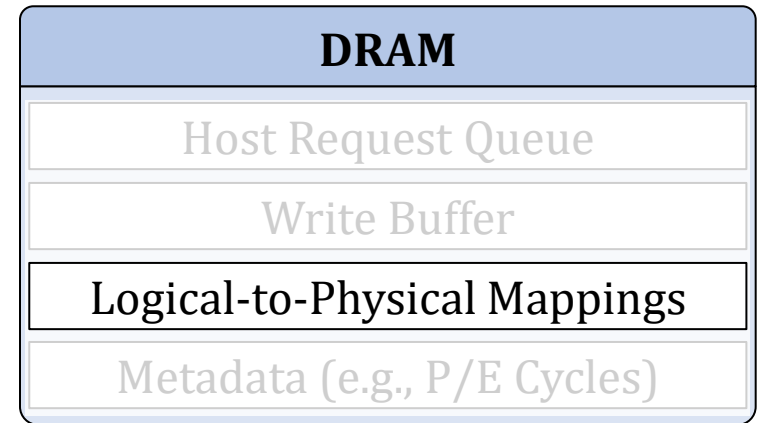 DRAM
Host Request Queue
Write Buffer
Logical-to-Physical Mappings
Metadata (e.g., P/E Cycles)